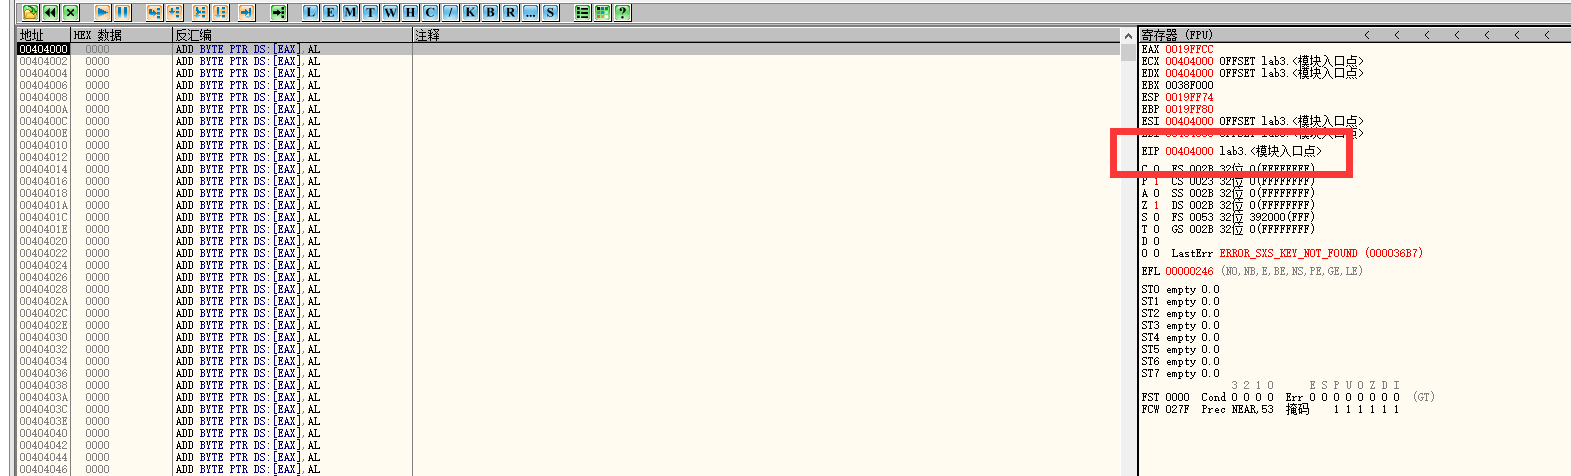 L E M T W H C / K B R ... S ?
地址 HEX 数据 反汇编 注释
00404000 0000 ADD BYTE PTR DS:[EAX],AL
00404002 0000 ADD BYTE PTR DS:[EAX],AL
00404004 0000 ADD BYTE PTR DS:[EAX],AL
00404006 0000 ADD BYTE PTR DS:[EAX],AL
00404008 0000 ADD BYTE PTR DS:[EAX],AL
0040400A 0000 ADD BYTE PTR DS:[EAX],AL
0040400C 0000 ADD BYTE PTR DS:[EAX],AL
0040400E 0000 ADD BYTE PTR DS:[EAX],AL
00404010 0000 ADD BYTE PTR DS:[EAX],AL
00404012 0000 ADD BYTE PTR DS:[EAX],AL
00404014 0000 ADD BYTE PTR DS:[EAX],AL
00404016 0000 ADD BYTE PTR DS:[EAX],AL
00404018 0000 ADD BYTE PTR DS:[EAX],AL
0040401A 0000 ADD BYTE PTR DS:[EAX],AL
0040401C 0000 ADD BYTE PTR DS:[EAX],AL
0040401E 0000 ADD BYTE PTR DS:[EAX],AL
00404020 0000 ADD BYTE PTR DS:[EAX],AL
00404022 0000 ADD BYTE PTR DS:[EAX],AL
00404024 0000 ADD BYTE PTR DS:[EAX],AL
00404026 0000 ADD BYTE PTR DS:[EAX],AL
00404028 0000 ADD BYTE PTR DS:[EAX],AL
0040402A 0000 ADD BYTE PTR DS:[EAX],AL
0040402C 0000 ADD BYTE PTR DS:[EAX],AL
0040402E 0000 ADD BYTE PTR DS:[EAX],AL
00404030 0000 ADD BYTE PTR DS:[EAX],AL
00404032 0000 ADD BYTE PTR DS:[EAX],AL
00404034 0000 ADD BYTE PTR DS:[EAX],AL
00404036 0000 ADD BYTE PTR DS:[EAX],AL
00404038 0000 ADD BYTE PTR DS:[EAX],AL
0040403A 0000 ADD BYTE PTR DS:[EAX],AL
0040403C 0000 ADD BYTE PTR DS:[EAX],AL
0040403E 0000 ADD BYTE PTR DS:[EAX],AL
00404040 0000 ADD BYTE PTR DS:[EAX],AL
00404042 0000 ADD BYTE PTR DS:[EAX],AL
00404044 0000 ADD BYTE PTR DS:[EAX],AL
00404046 0000 ADD BYTE PTR DS:[EAX],AL
寄存器 (FPU) < < < < < < <
EAX 0019FFCC
ECX 00404000 OFFSET lab3.<模块入口点>
EDX 00404000 OFFSET lab3.<模块入口点>
EBX 0038F000
ESP 0019FF74
EBP 0019FF80
ESI 00404000 OFFSET lab3.<模块入口点>
EIP 00404000 lab3.<模块入口点>
C 0 ES 002B 32位 0(FFFFFFFF)
P 1 CS 0023 32位 0(FFFFFFFF)
A 0 SS 002B 32位 0(FFFFFFFF)
Z 1 DS 002B 32位 0(FFFFFFFF)
S 0 FS 0053 32位 392000(FFF)
T 0 GS 002B 32位 0(FFFFFFFF)
D 0
O 0 LastErr ERROR_SXS_KEY_NOT_FOUND (000036B7)
EFL 00000246 (NO,NB,E,BE,NS,PE,GE,LE)
ST0 empty 0.0
ST1 empty 0.0
ST2 empty 0.0
ST3 empty 0.0
ST4 empty 0.0
ST5 empty 0.0
ST6 empty 0.0
ST7 empty 0.0
3 2 1 0 E S P U O Z D I
FST 0000 Cond 0 0 0 0 Err 0 0 0 0 0 0 0 0 (GT)
FCW 027F Prec NEAR,53 掩码 1 1 1 1 1 1